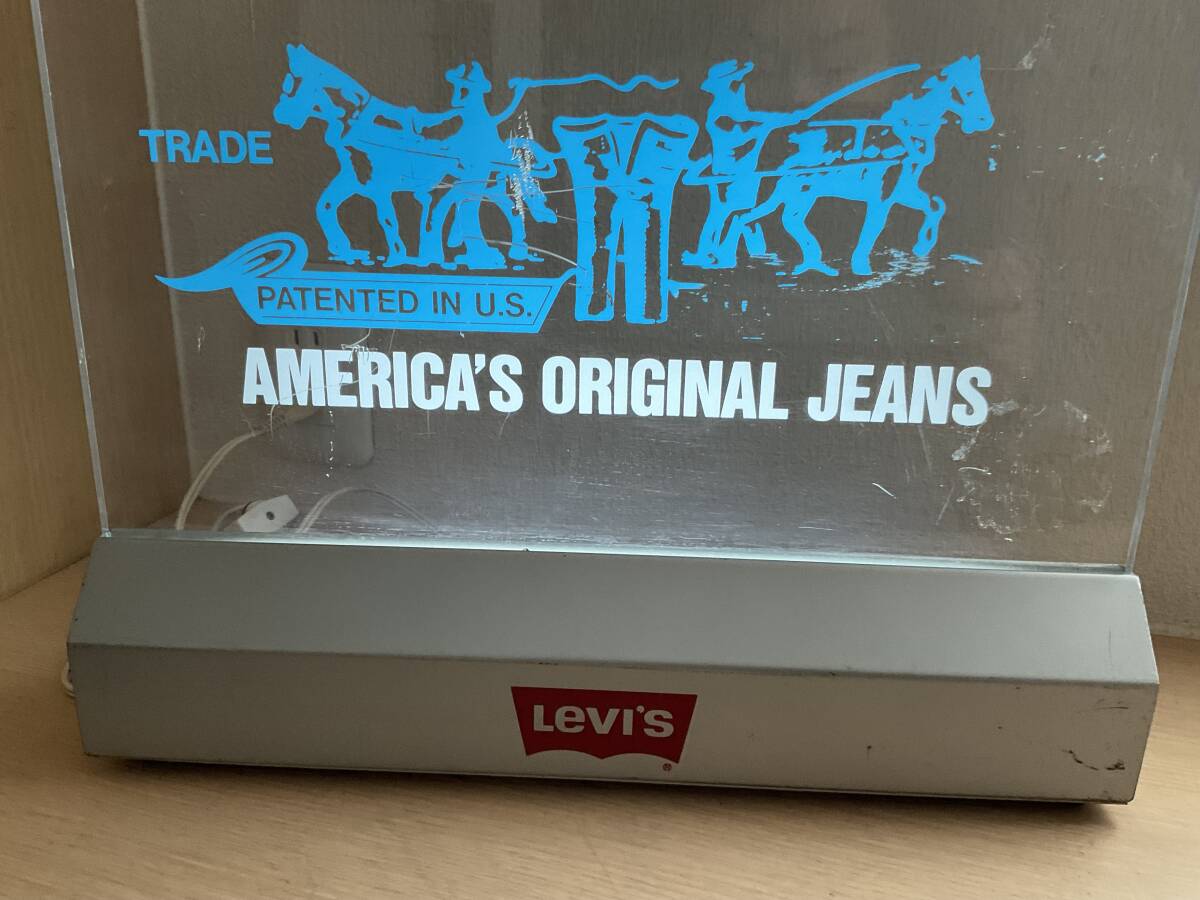 TRADE
PATENTED IN U.S.
AMERICA'S ORIGINAL JEANS
LEVI'S
®